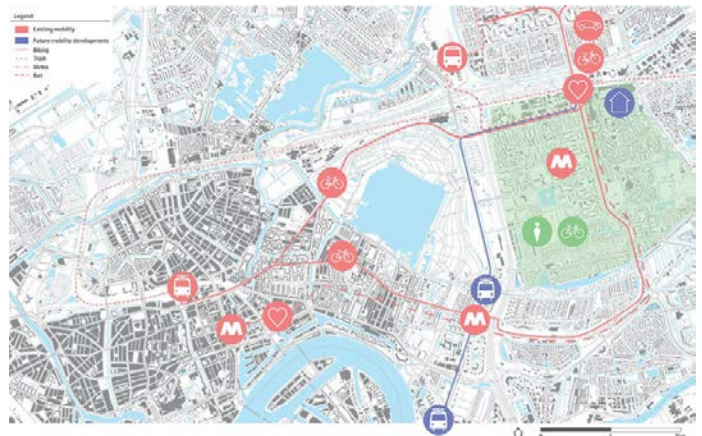 Legend
Existing mobility
Future mobility developments
Biking
Train
Metro
Bus